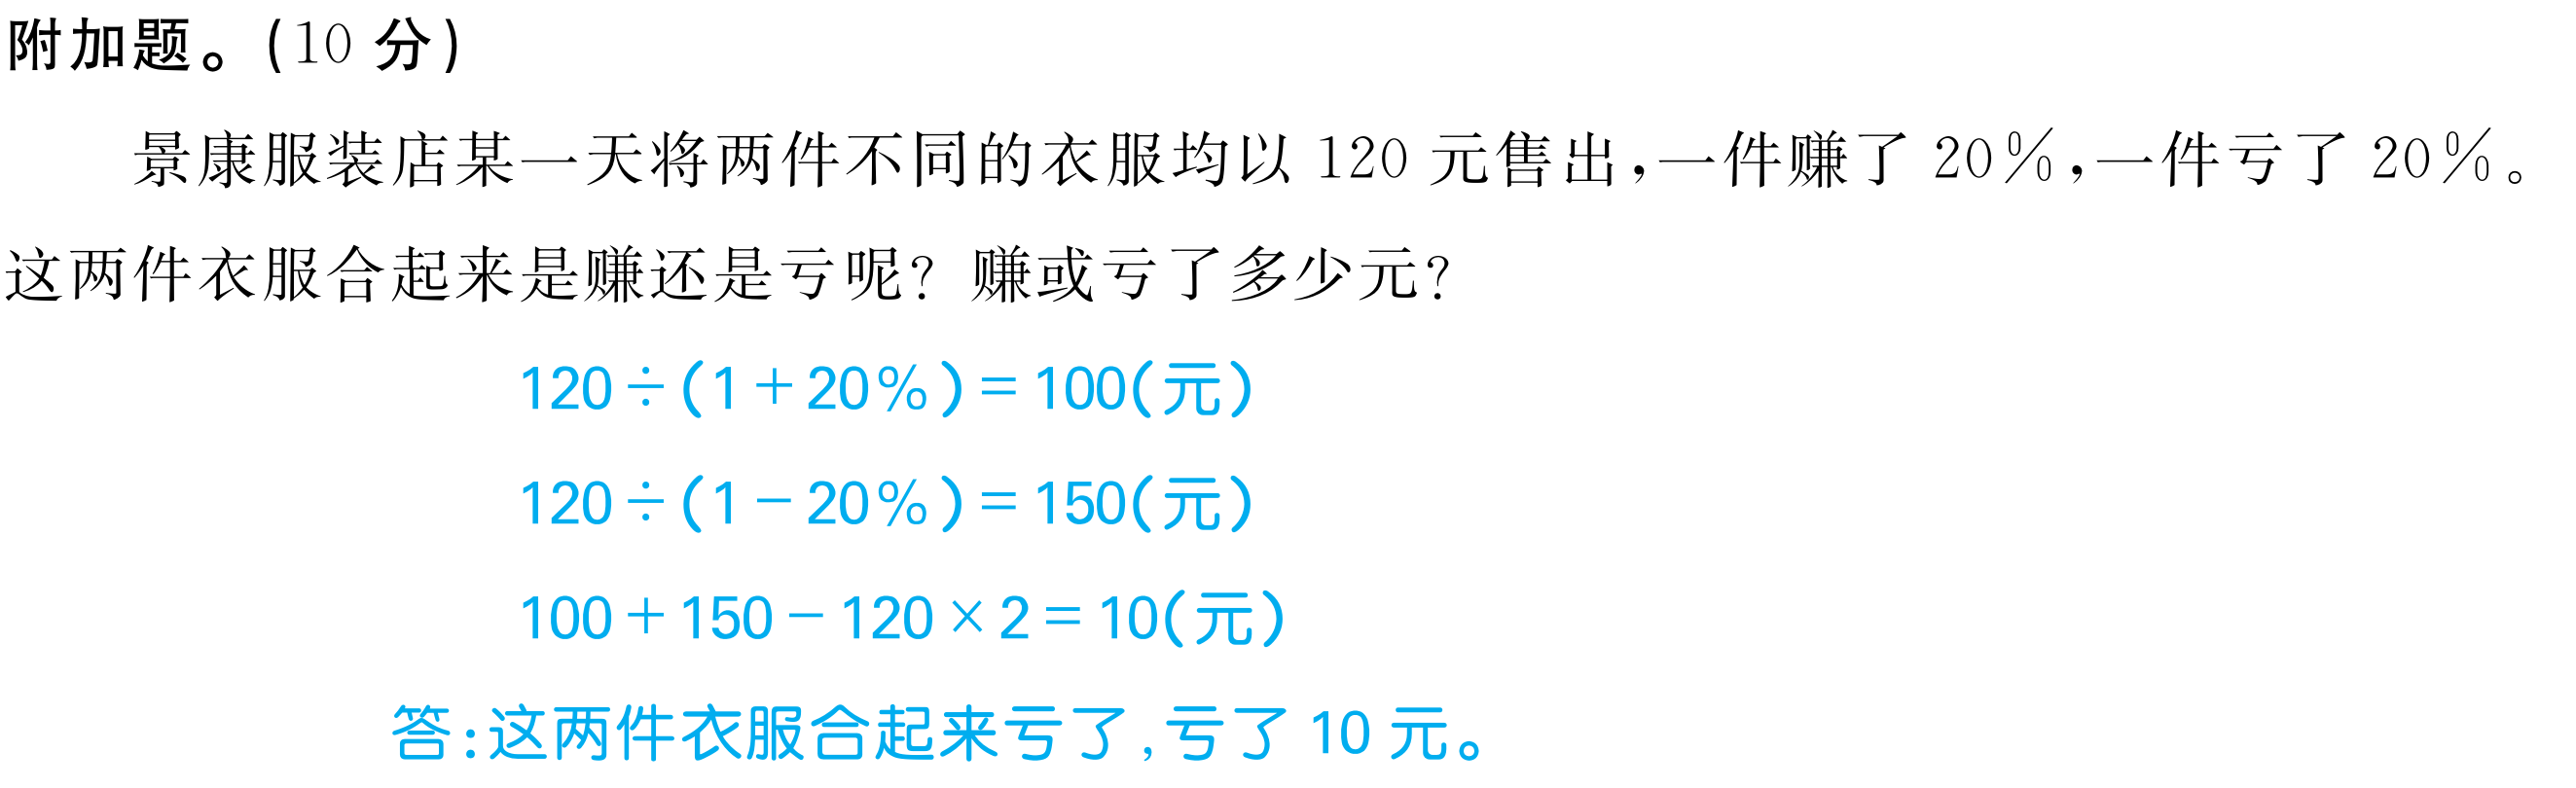 附加题。(10 分)
景康服装店某一天将两件不同的衣服均以 120 元售出,一件赚了 20%,一件亏了 20%。
这两件衣服合起来是赚还是亏呢? 赚或亏了多少元?
120÷(1+20%)=100(元)
120÷(1-20%)=150(元)
100+150-120×2=10(元)
答:这两件衣服合起来亏了,亏了 10 元。